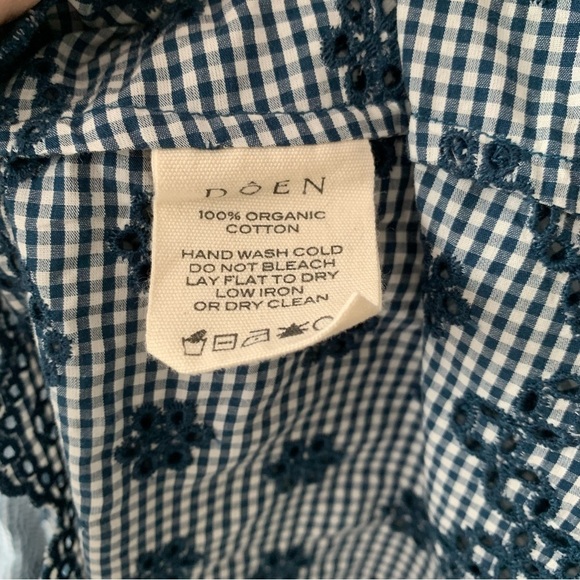 DÔEN
100% ORGANIC
COTTON
HAND WASH COLD
DO NOT BLEACH
LAY FLAT TO DRY
LOW IRON
OR DRY CLEAN